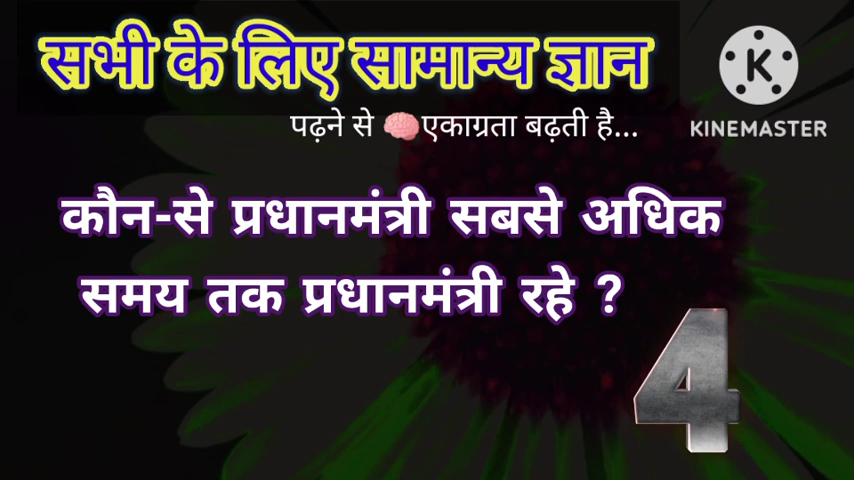 सभी के लिए सामान्य ज्ञान
पढ़ने से 🧠एकाग्रता बढ़ती है...
K
KINEMASTER
कौन-से प्रधानमंत्री सबसे अधिक
समय तक प्रधानमंत्री रहे ?
4